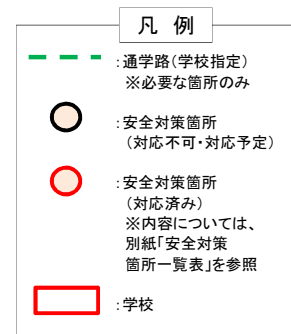 凡 例
:通学路(学校指定)
※必要な箇所のみ
:安全対策箇所
(対応不可・対応予定)
:安全対策箇所
(対応済み)
※内容については、
別紙「安全対策
箇所一覧表」を参照
:学校